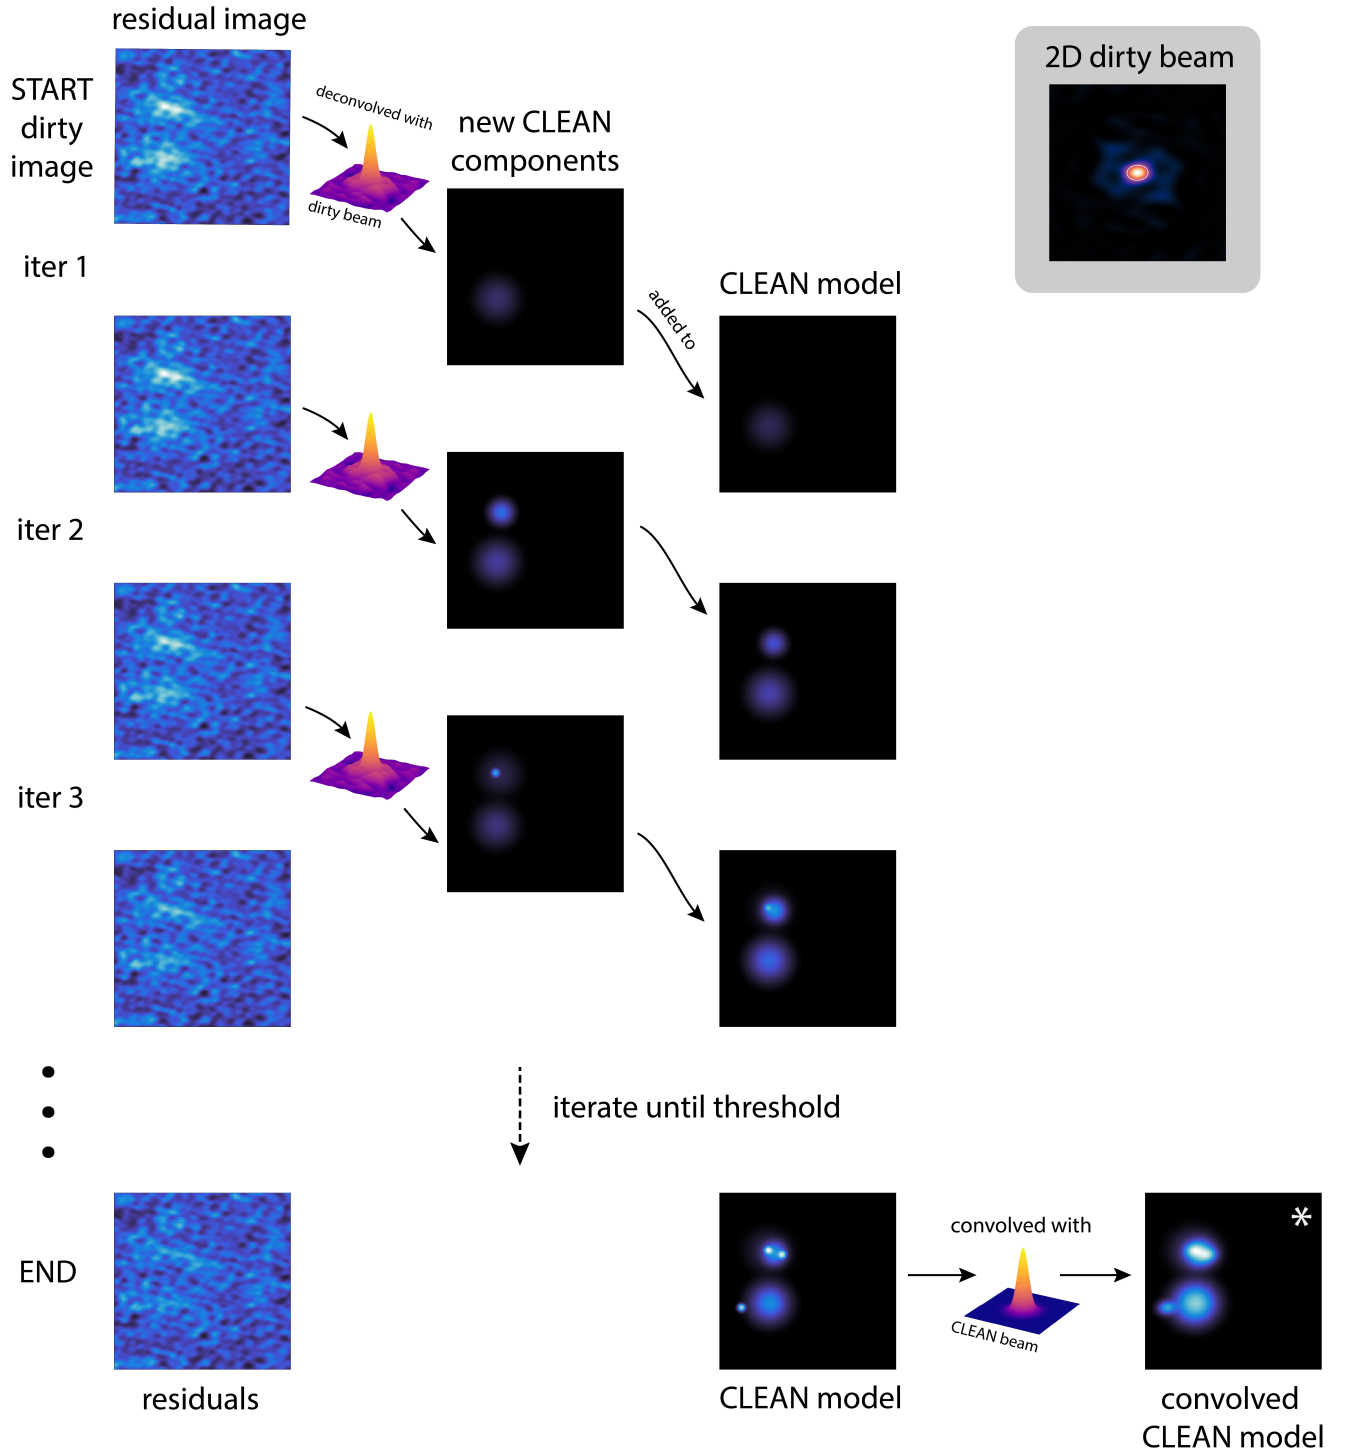 residual image
START
dirty
image
deconvolved with
dirty beam
new CLEAN
components
2D dirty beam
iter 1
added to
CLEAN model
iter 2
iter 3
iterate until threshold
END
residuals
CLEAN model
convolved with
CLEAN beam
*
convolved
CLEAN model